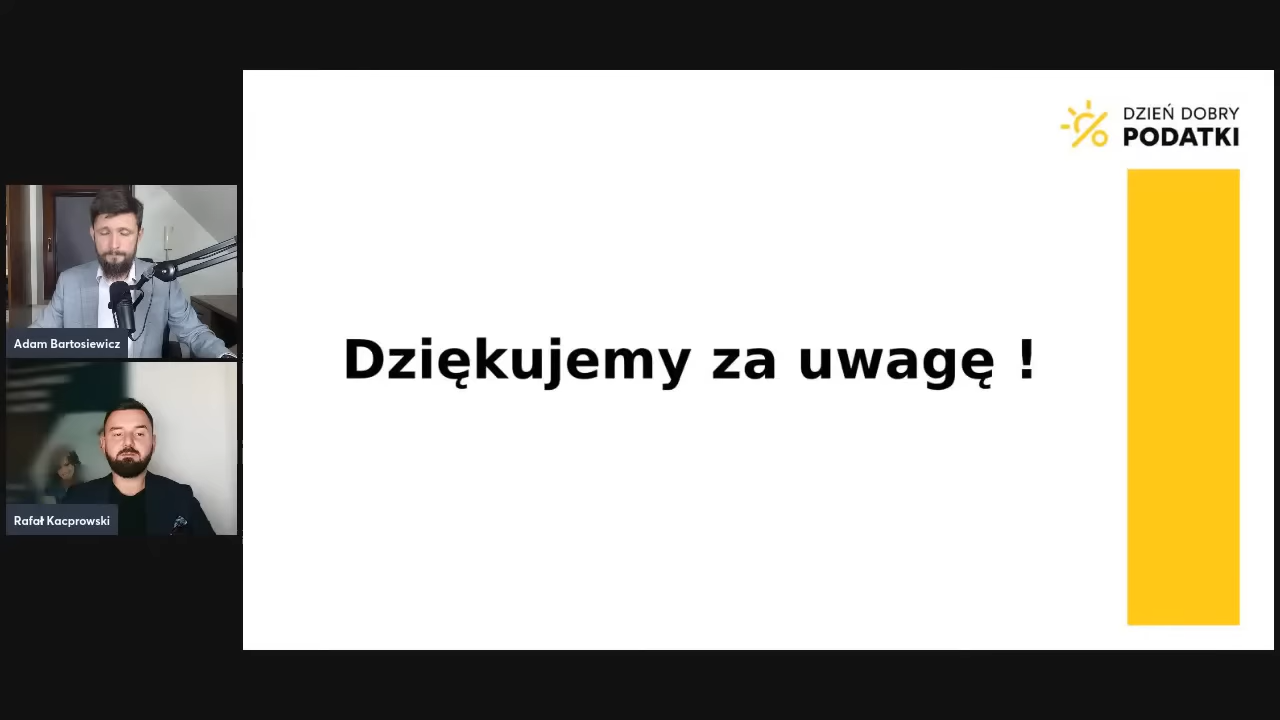 DZIEŃ DOBRY
PODATKI
Adam Bartosiewicz
Dziękujemy za uwagę !
Rafał Kacprowski